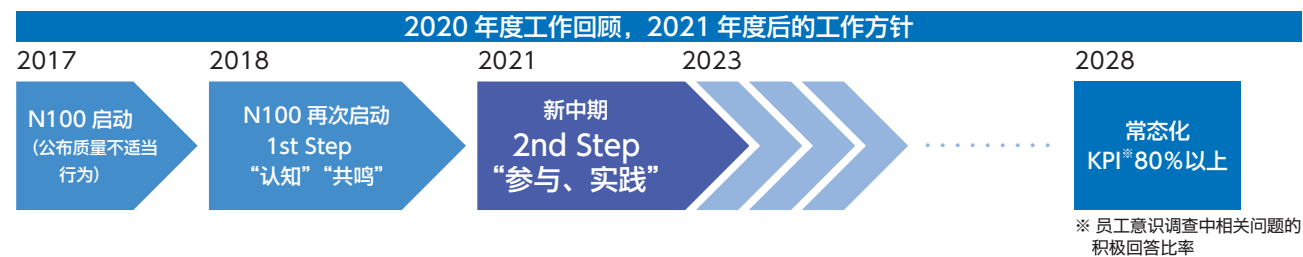 2020 年度工作回顾，2021 年度后的工作方针
2017
2018
2021
2023
2028
N100 启动
（公布质量不适当
行为）
N100 再次启动
1st Step
“认知”“共鸣”
新中期
2nd Step
“参与、实践”
常态化
KPI※80%以上
※ 员工意识调查中相关问题的
积极回答比率